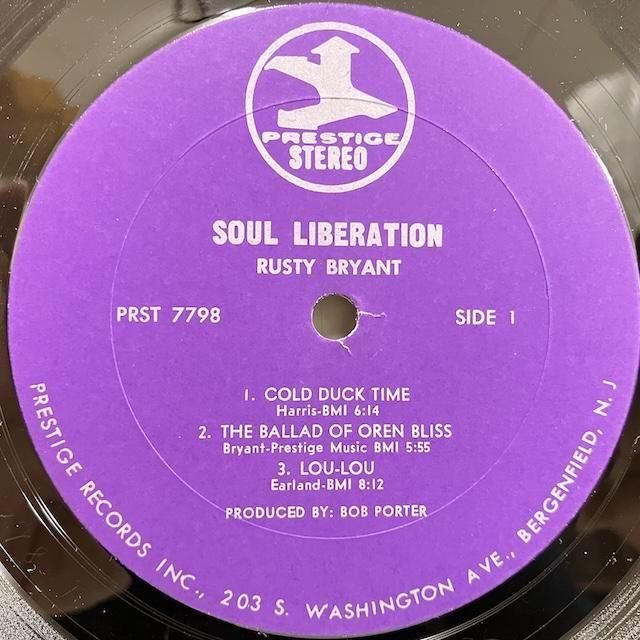 PRESTIGE
STEREO
SOUL LIBERATION
RUSTY BRYANT
PRST 7798
SIDE 1
1. COLD DUCK TIME
Harris-BMI 6:14
2. THE BALLAD OF OREN BLISS
Bryant-Prestige Music BMI 5:55
3. LOU-LOU
Earland-BMI 8:12
PRODUCED BY: BOB PORTER
PRESTIGE RECORDS INC., 203 S. WASHINGTON AVE., BERGENFIELD, N. J